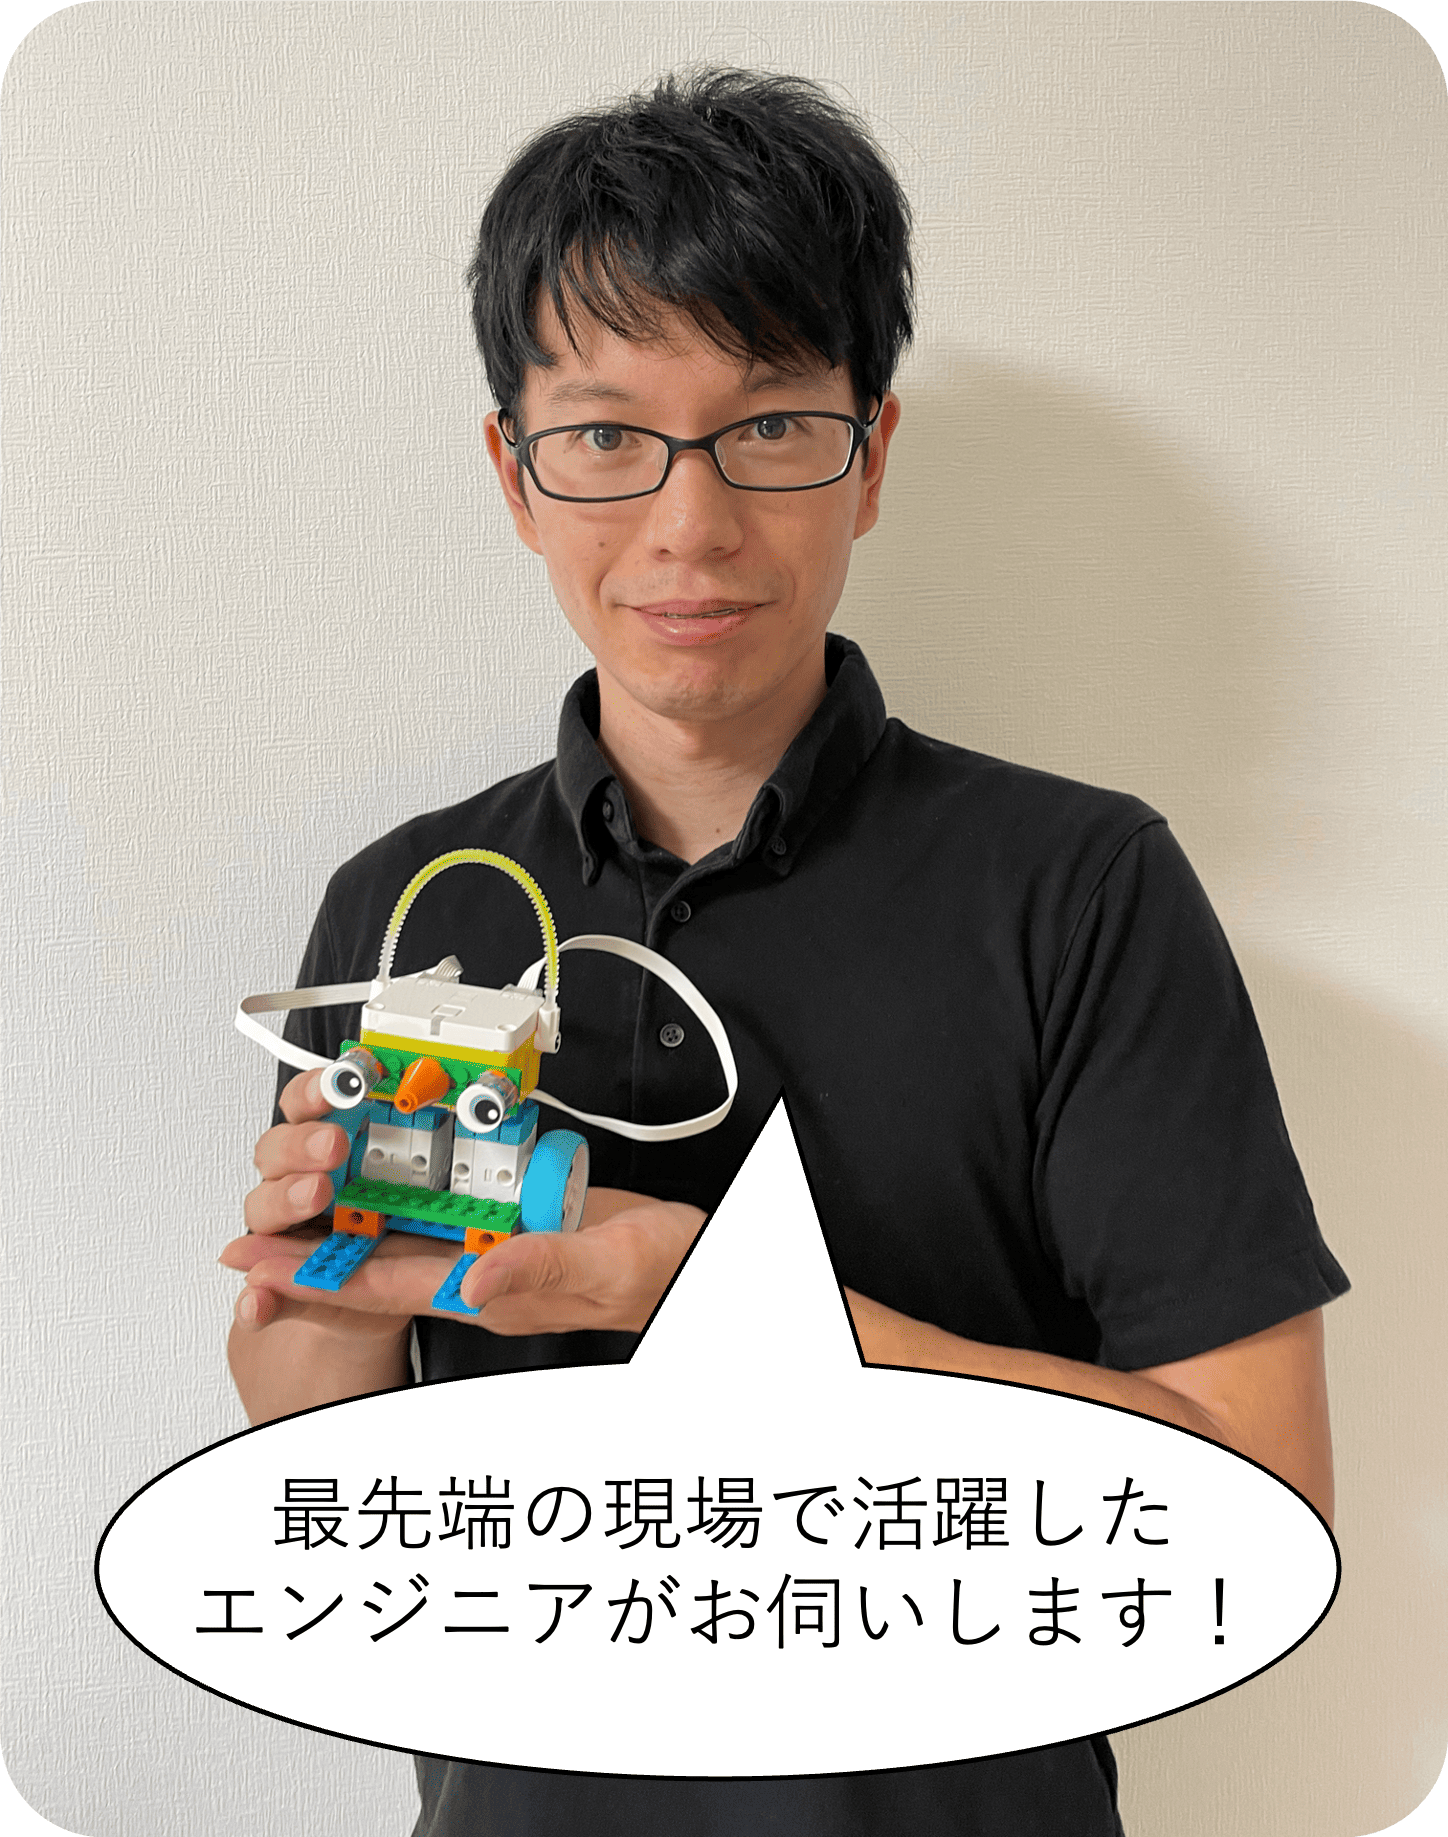 最先端の現場で活躍した
エンジニアがお伺いします！